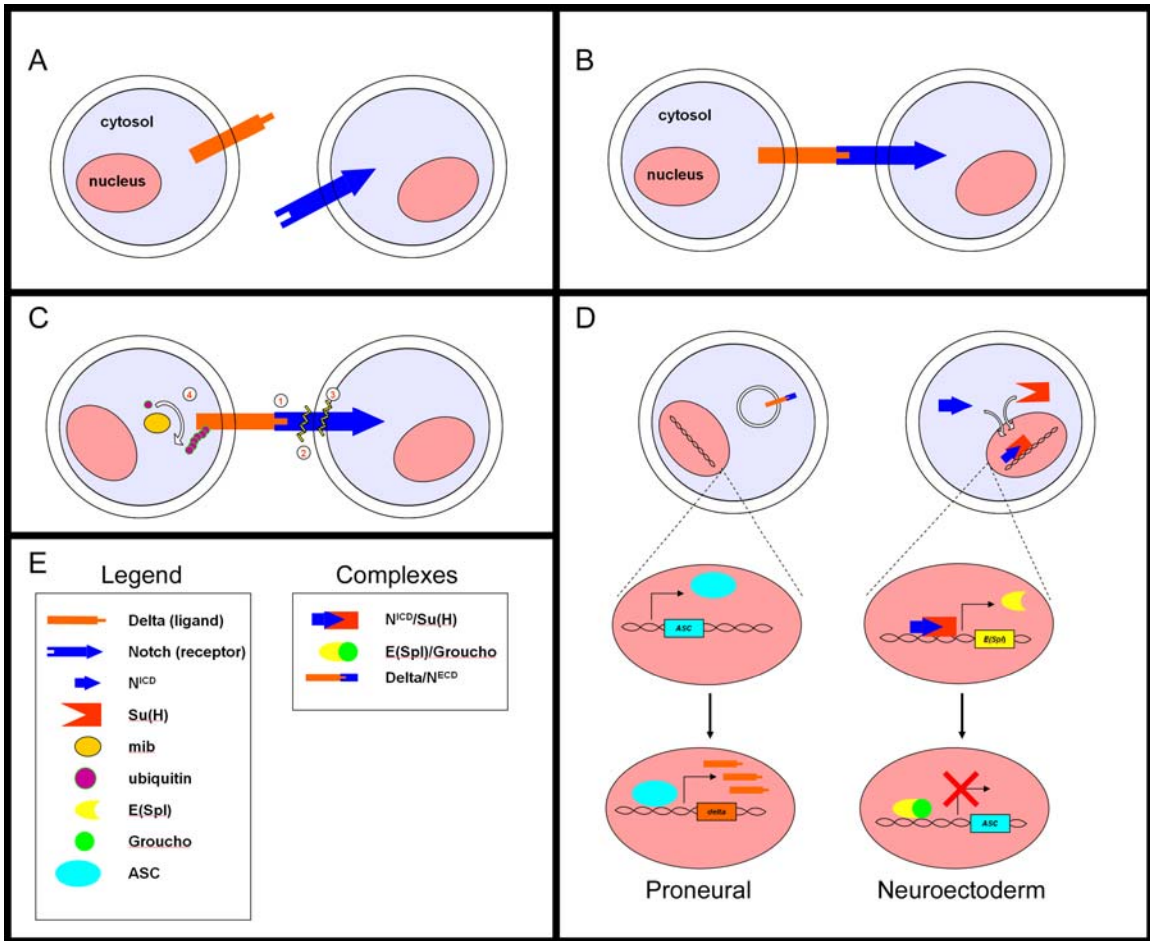 A
cytosol
nucleus
B
cytosol
nucleus
C
4
1
3
2
D
ASC
E(Spl)
delta
ASC
Proneural
Neuroectoderm
E
Legend
Delta (ligand)
Notch (receptor)
N^ICD
Su(H)
mib
ubiquitin
E(Spl)
Groucho
ASC
Complexes
N^ICD/Su(H)
E(Spl)/Groucho
Delta/N^ECD